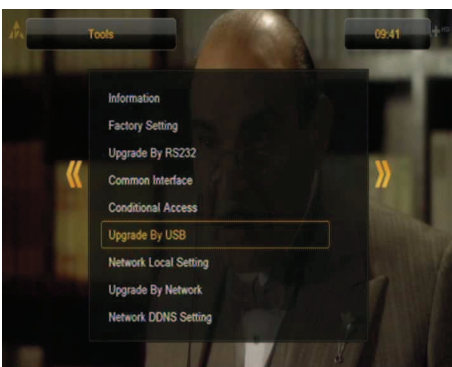 Tools
09:41
Information
Factory Setting
Upgrade By RS232
Common Interface
Conditional Access
Upgrade By USB
Network Local Setting
Upgrade By Network
Network DDNS Setting